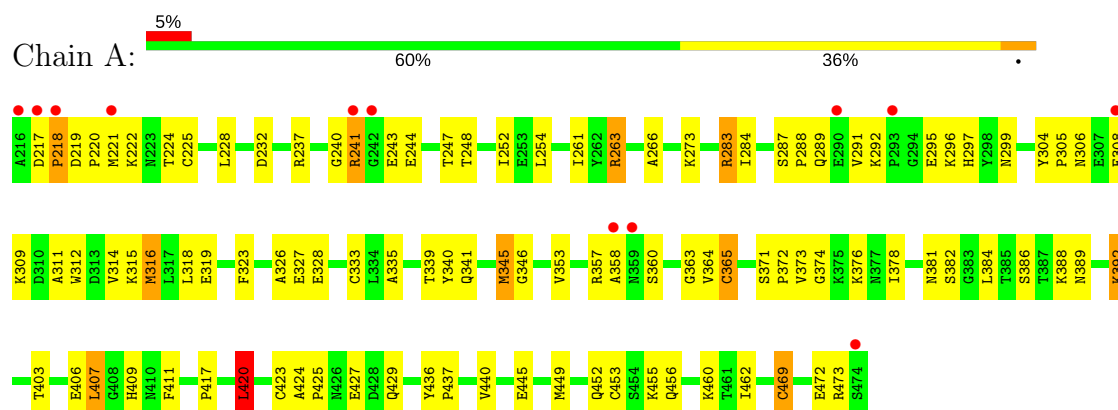 5%
Chain A:
60% 36% •
A216 D217 P218 D219 P220 M221 K222 N223 T224 C225 L228 D232 R237 G240 R241 G242 E243 E244 T247 T248 I252 E253 L254 I261 Y262 R263 A266 K273 R283 I284 S287 P288 Q289 E290 V291 K292 P293 G294 E295 K296 H297 Y298 N299 Y304 P305 N306 E307
K309 D310 A311 W312 D313 V314 K315 M316 L317 L318 E319 F323 A326 E327 E328 C333 L334 A335 T339 Y340 Q341 M345 G346 V353 R357 A358 N359 S360 G363 V364 C365 S371 P372 V373 G374 K375 K376 N377 I378 N381 S382 G383 L384 T385 S386 T387 K388 N389 K392
T403 E406 L407 G408 H409 N410 F411 P417 L420 C423 A424 P425 N426 E427 D428 Q429 Y436 P437 V440 E445 M449 Q452 C453 S454 K455 Q456 K460 T461 I462 C469 E472 R473 S474